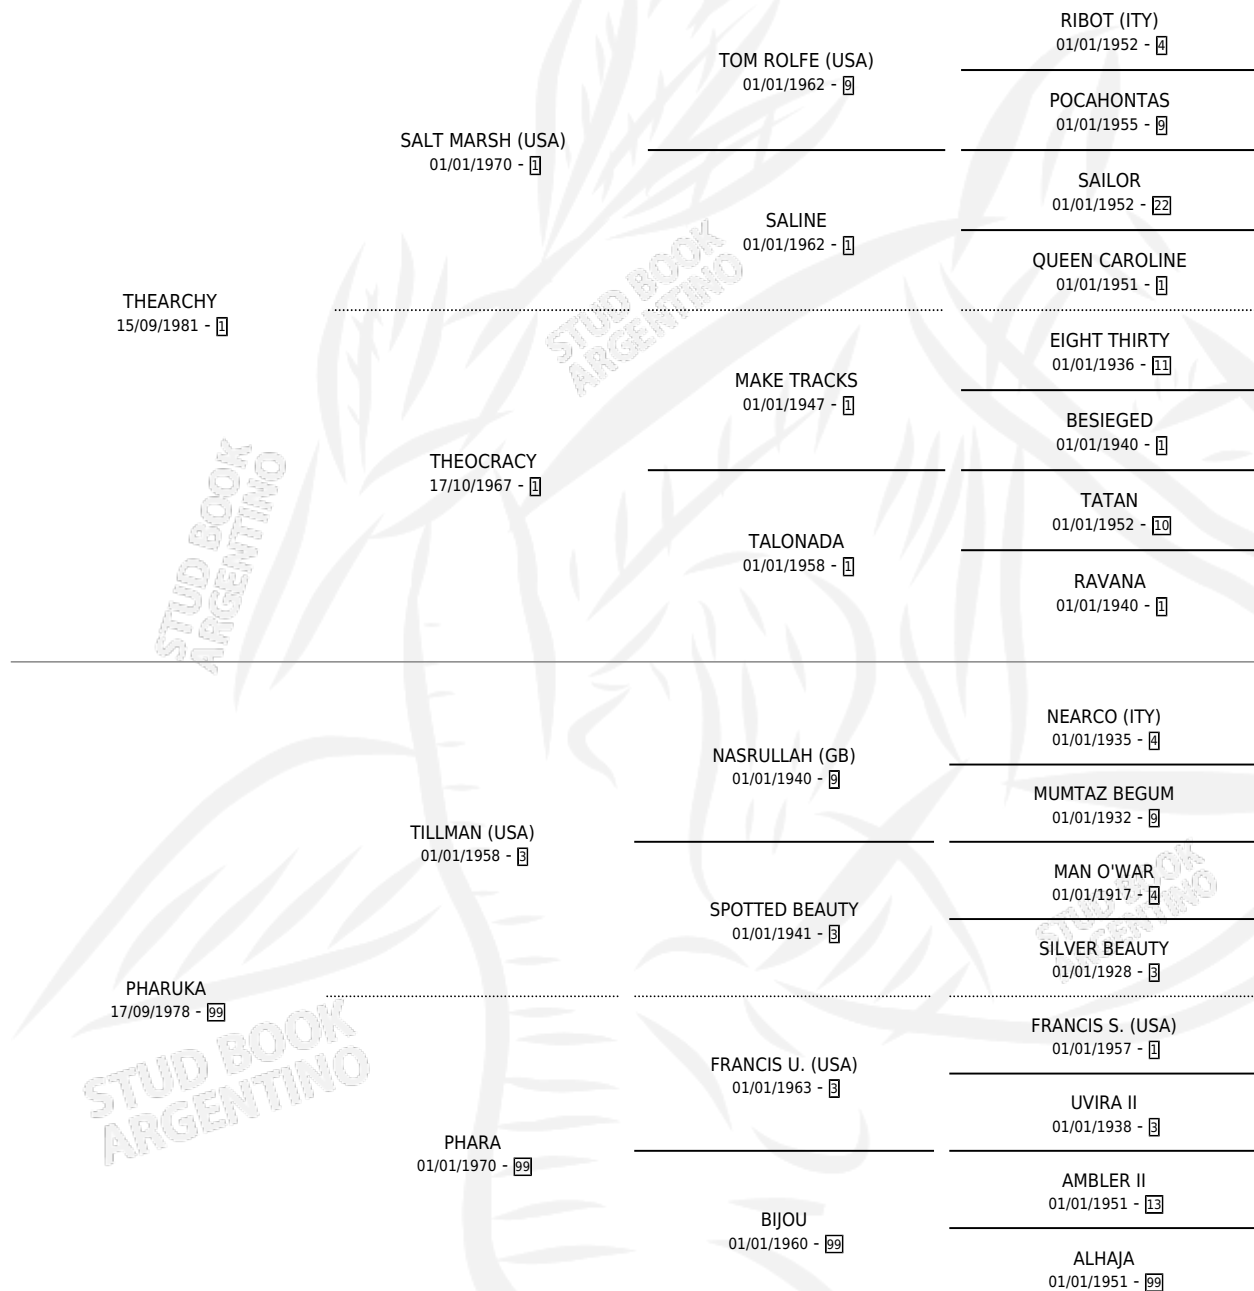 RIBOT (ITY)
01/01/1952 - 4
TOM ROLFE (USA)
01/01/1962 - 9
POCAHONTAS
01/01/1955 - 9
SALT MARSH (USA)
01/01/1970 - 1
SAILOR
01/01/1952 - 22
SALINE
01/01/1962 - 1
QUEEN CAROLINE
01/01/1951 - 1
THEARCHY
15/09/1981 - 1
EIGHT THIRTY
01/01/1936 - 11
MAKE TRACKS
01/01/1947 - 1
BESIEGED
01/01/1940 - 1
THEOCRACY
17/10/1967 - 1
TATAN
01/01/1952 - 10
TALONADA
01/01/1958 - 1
RAVANA
01/01/1940 - 1
NEARCO (ITY)
01/01/1935 - 4
NASRULLAH (GB)
01/01/1940 - 9
MUMTAZ BEGUM
01/01/1932 - 9
TILLMAN (USA)
01/01/1958 - 3
MAN O'WAR
01/01/1917 - 4
SPOTTED BEAUTY
01/01/1941 - 3
SILVER BEAUTY
01/01/1928 - 3
PHARUKA
17/09/1978 - 99
FRANCIS S. (USA)
01/01/1957 - 1
FRANCIS U. (USA)
01/01/1963 - 3
UVIRA II
01/01/1938 - 3
PHARA
01/01/1970 - 99
AMBLER II
01/01/1951 - 13
BIJOU
01/01/1960 - 99
ALHAJA
01/01/1951 - 99
STUD BOOK
ARGENTINO
STUD BOOK
ARGENTINO
STUD BOOK
ARGENTINO
STUD BOOK
ARGENTINO